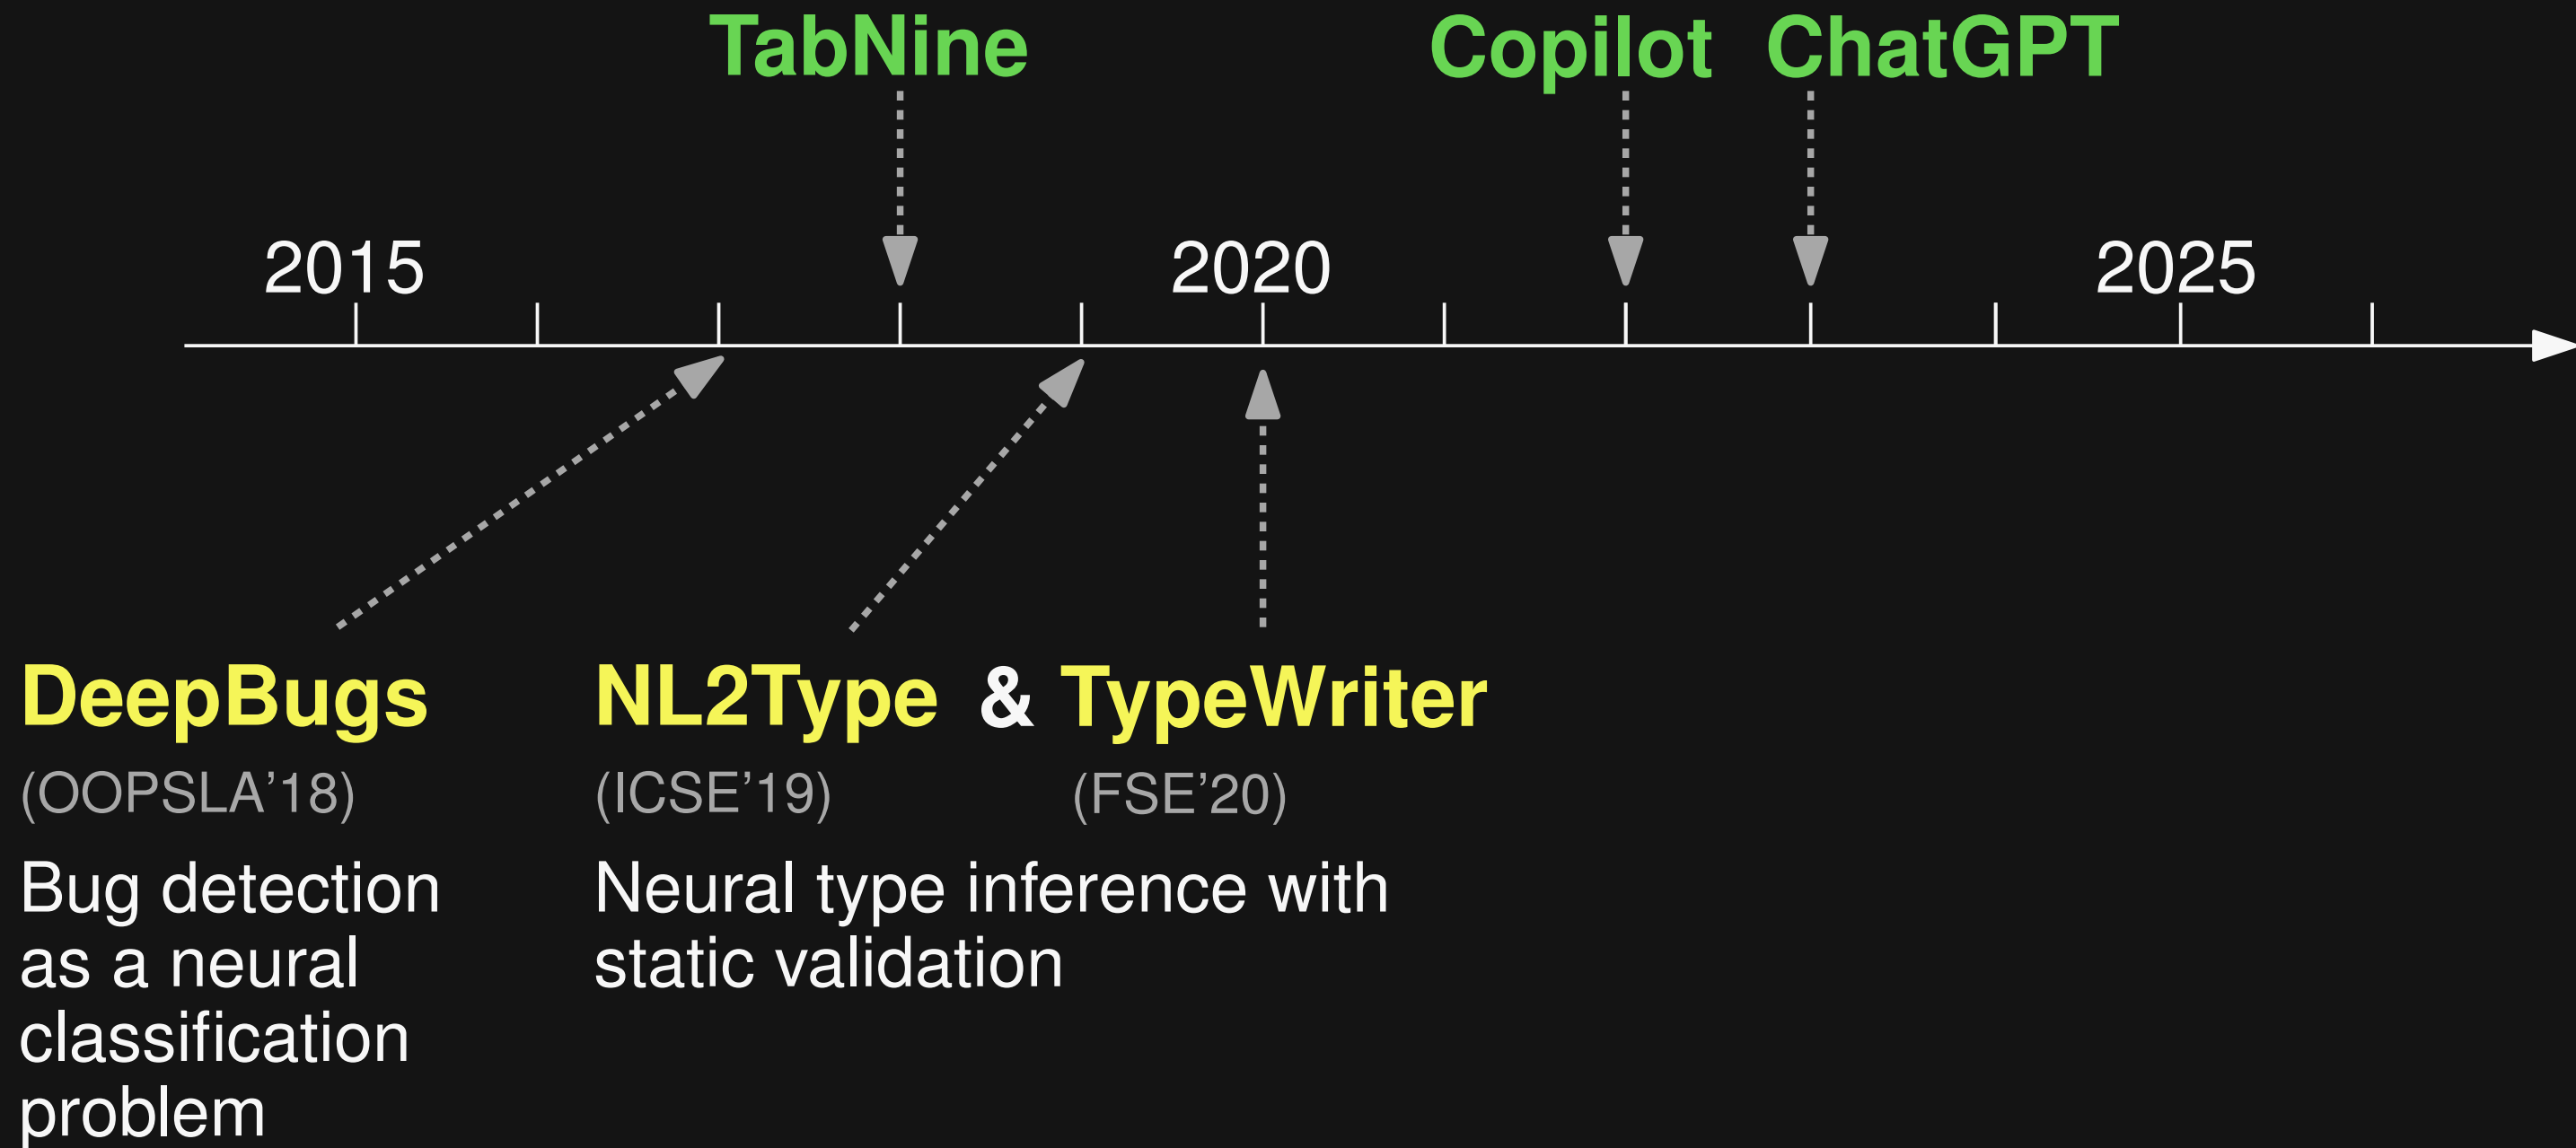 TabNine Copilot ChatGPT
2015 2020 2025
DeepBugs NL2Type & TypeWriter
(OOPSLA’18) (ICSE’19) (FSE’20)
Bug detection
as a neural
classification
problem
Neural type inference with
static validation